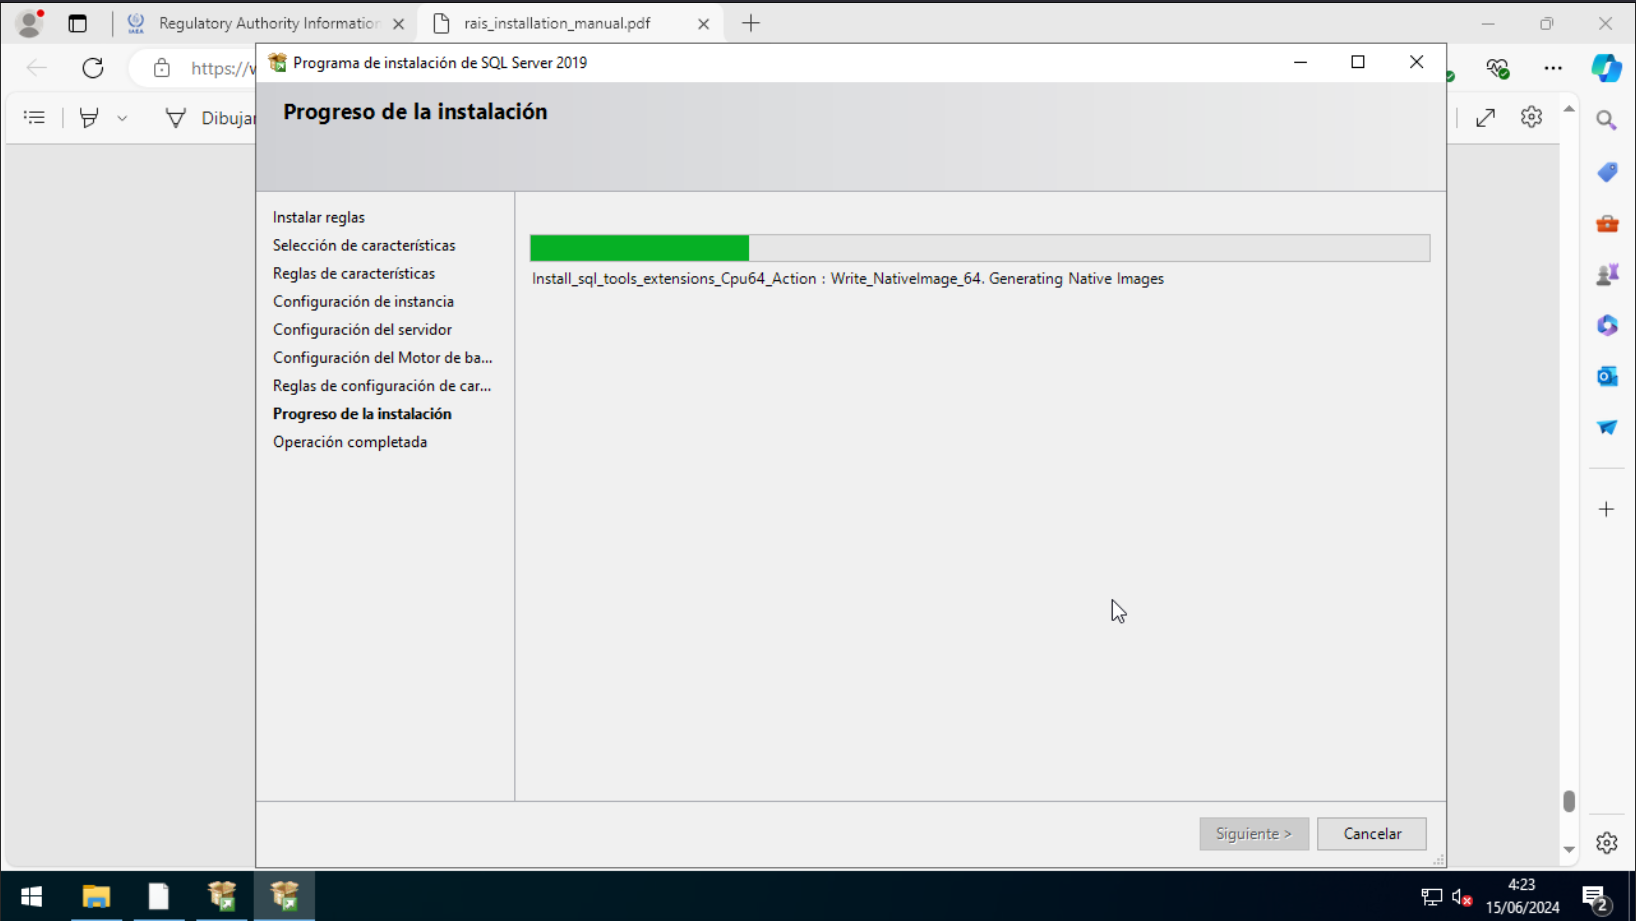 Regulatory Authority Information
rais_installation_manual.pdf
https://w
Dibujar
Programa de instalación de SQL Server 2019
Progreso de la instalación
Instalar reglas
Selección de características
Reglas de características
Configuración de instancia
Configuración del servidor
Configuración del Motor de ba...
Reglas de configuración de car...
Progreso de la instalación
Operación completada
Install_sql_tools_extensions_Cpu64_Action : Write_NativeImage_64. Generating Native Images
Siguiente >
Cancelar
4:23
15/06/2024
2